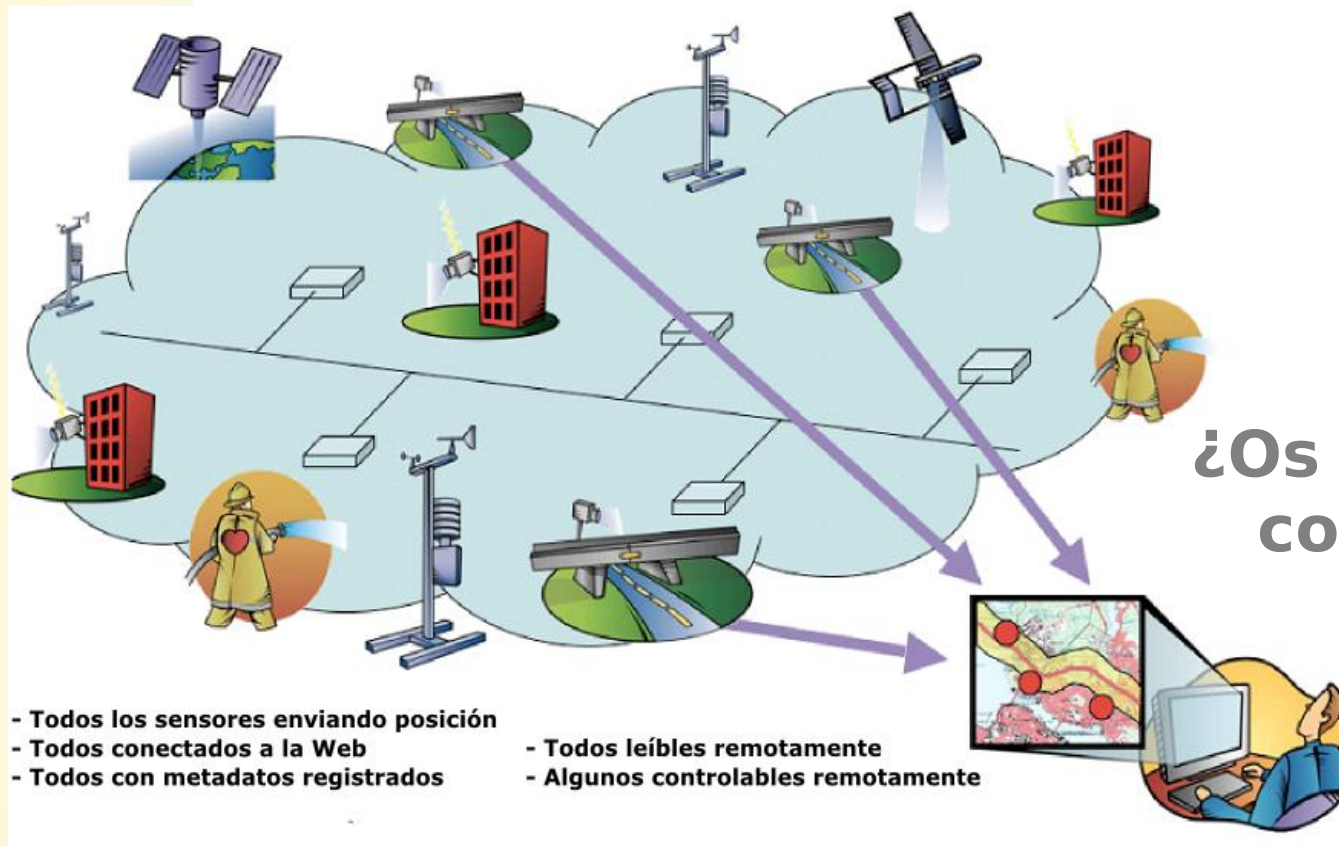 ¿Os
co
- Todos los sensores enviando posición
- Todos conectados a la Web
- Todos con metadatos registrados
- Todos leíbles remotamente
- Algunos controlables remotamente